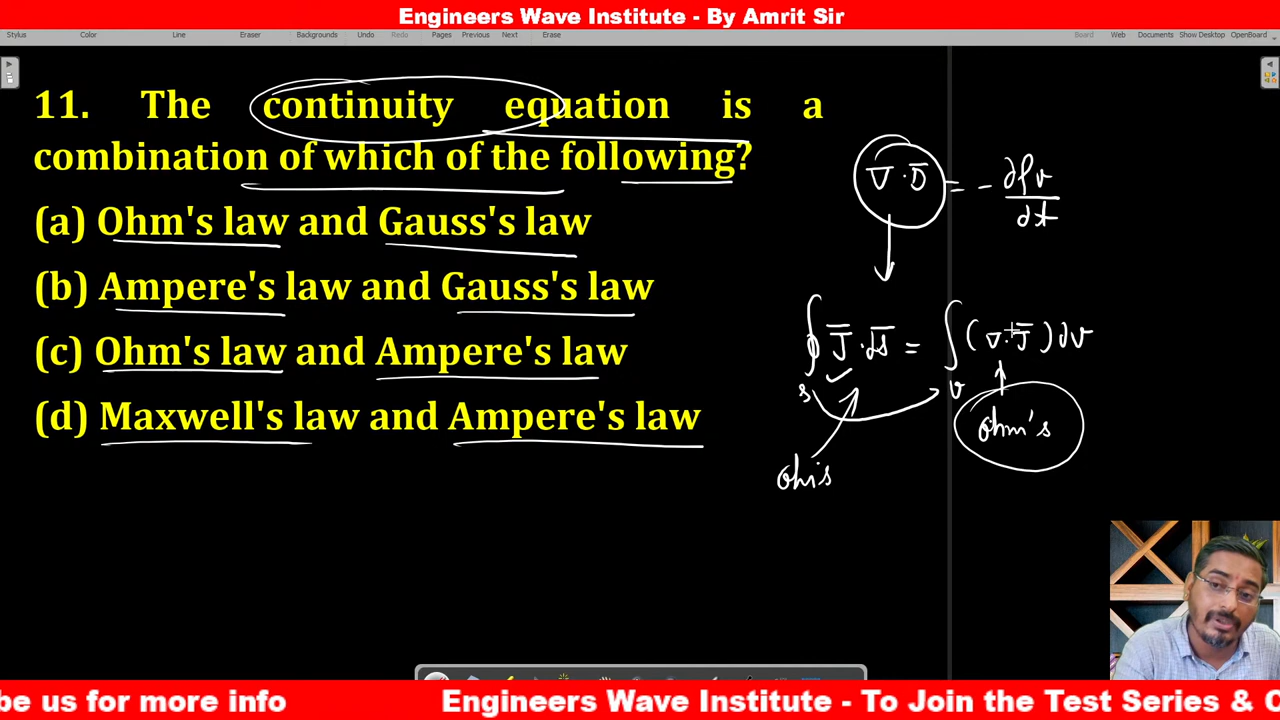 Engineers Wave Institute - By Amrit Sir
Stylus Color Line Eraser Backgrounds Undo Redo Pages Previous Next Erase Board Web Documents Show Desktop OpenBoard
11. The continuity equation is a
combination of which of the following?
(a) Ohm's law and Gauss's law
(b) Ampere's law and Gauss's law
(c) Ohm's law and Ampere's law
(d) Maxwell's law and Ampere's law
∇·D̅ = - ∂ρv/∂t
∮s J̅·ds̅ = ∫v (∇·J̅) dv
ohm's
ohis
be us for more info Engineers Wave Institute - To Join the Test Series & C